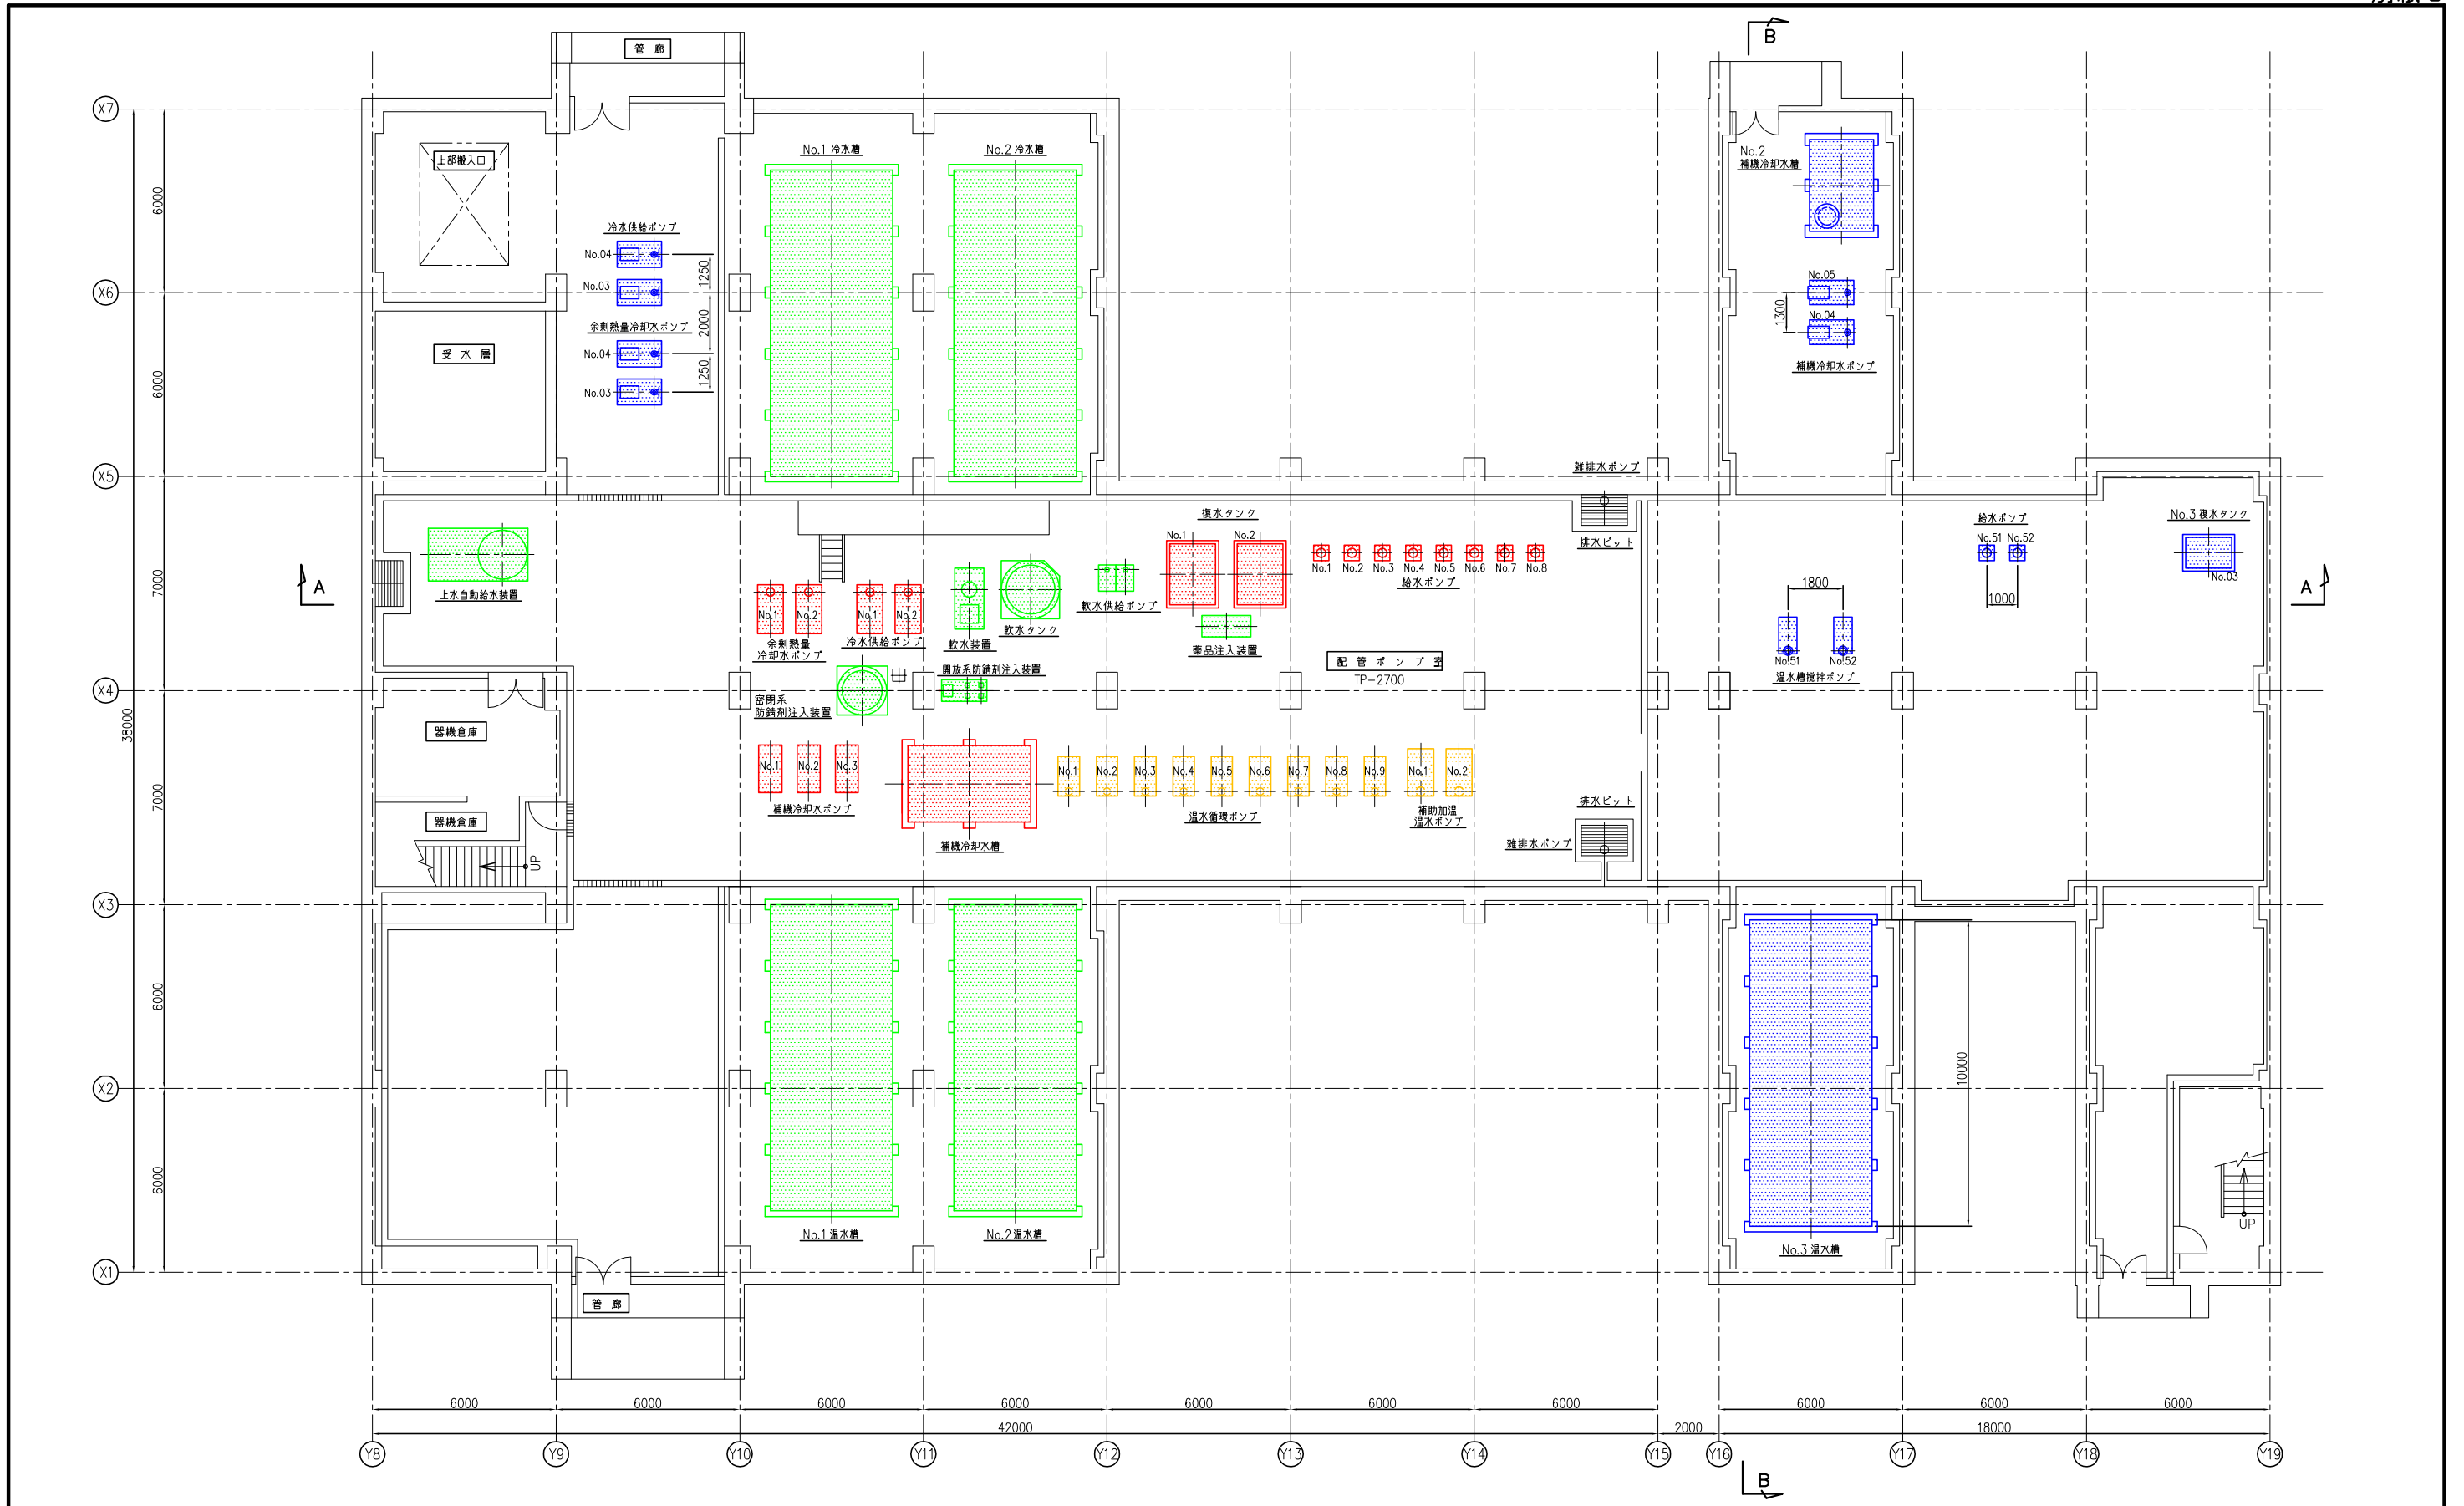 B
管 廊
X7
上部搬入口
No.1 冷水槽
No.2 冷水槽
No.2
補機冷却水槽
6000
冷水供給ポンプ
No.04
1250
No.03
X6
No.05
1300
No.04
余剰熱量冷却水ポンプ
2000
受 水 層
No.04
1250
No.03
補機冷却水ポンプ
6000
X5
雑排水ポンプ
復水タンク
No.1
No.2
排水ピット
No.1 No.2 No.3 No.4 No.5 No.6 No.7 No.8
給水ポンプ
給水ポンプ
No.51 No.52
1000
No.3 複水タンク
No.03
A
上水自動給水装置
7000
No.1 No.2
余剰熱量
冷却水ポンプ
No.1 No.2
冷水供給ポンプ
軟水装置
軟水タンク
軟水供給ポンプ
薬品注入装置
1800
No.51 No.52
温水槽撹拌ポンプ
A
配 管 ポ ン プ 室
TP-2700
開放系防錆剤注入装置
密閉系
防錆剤注入装置
X4
38000
器機倉庫
器機倉庫
UP
7000
No.1 No.2 No.3
補機冷却水ポンプ
補機冷却水槽
No.1 No.2 No.3 No.4 No.5 No.6 No.7 No.8 No.9
温水循環ポンプ
No.1 No.2
補助加温
温水ポンプ
排水ピット
雑排水ポンプ
X3
6000
10000
X2
6000
UP
No.1 温水槽
No.2 温水槽
No.3 温水槽
X1
管 廊
6000 6000 6000 6000 6000 6000 6000 6000 6000 6000
42000 2000 18000
Y8 Y9 Y10 Y11 Y12 Y13 Y14 Y15 Y16 Y17 Y18 Y19
B